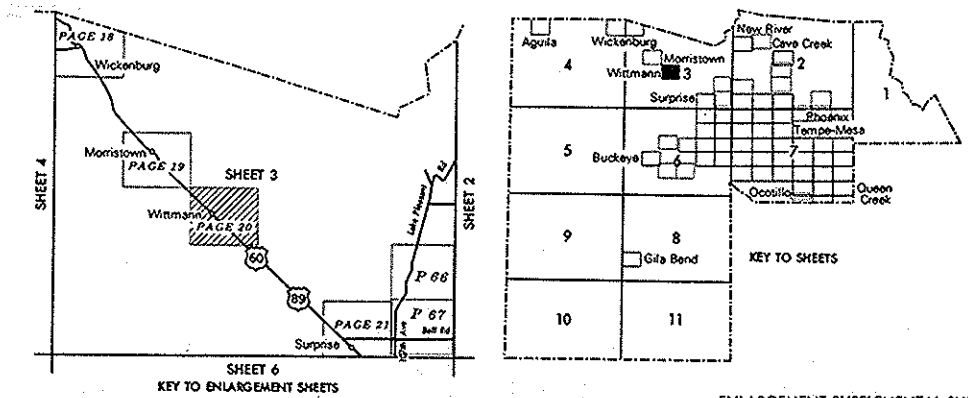 PAGE 18
Wickenburg
SHEET 4
Morristown
PAGE 19
SHEET 3
Wittmann
PAGE 20
60
89
Lake Pleasant Rd
SHEET 2
P 66
P 67
Bell Rd
PAGE 21
Surprise
SHEET 6
KEY TO ENLARGEMENT SHEETS
Aguila
Wickenburg
New River
Cave Creek
4
Morristown
2
Wittmann
3
1
Surprise
Phoenix
Tempe-Mesa
5
Buckeye
6
7
Ocotillo
Queen Creek
9
8
Gila Bend
KEY TO SHEETS
10
11